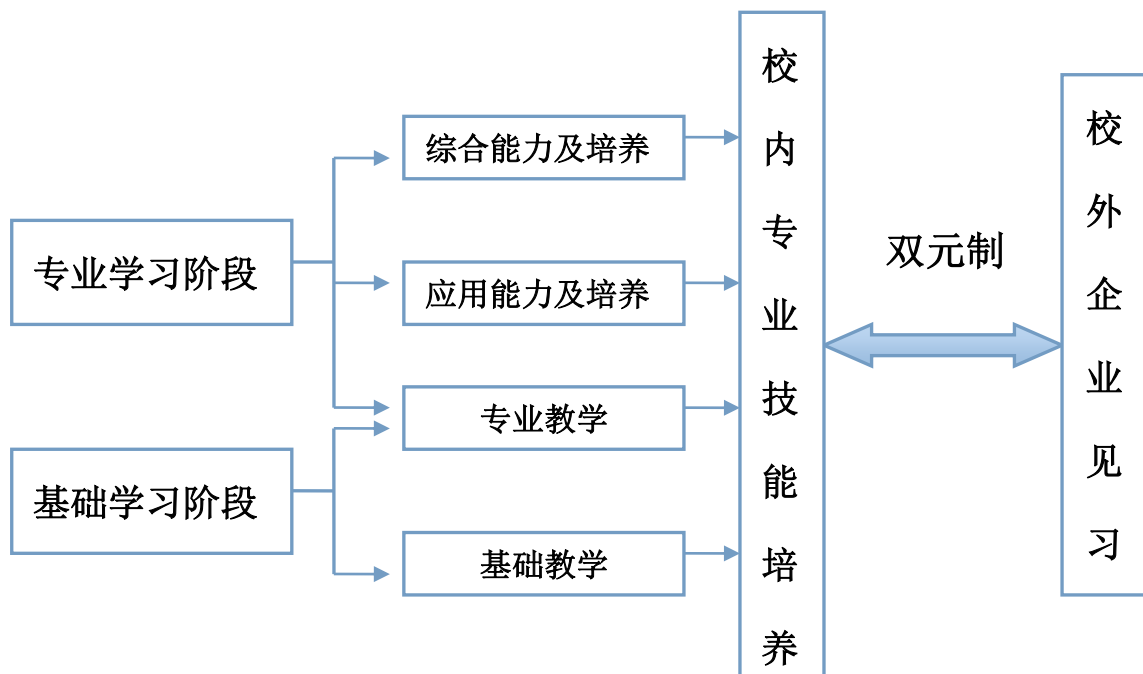 专业学习阶段
基础学习阶段
综合能力及培养
应用能力及培养
专业教学
基础教学
校内专业技能培养
双元制
校外企业见习